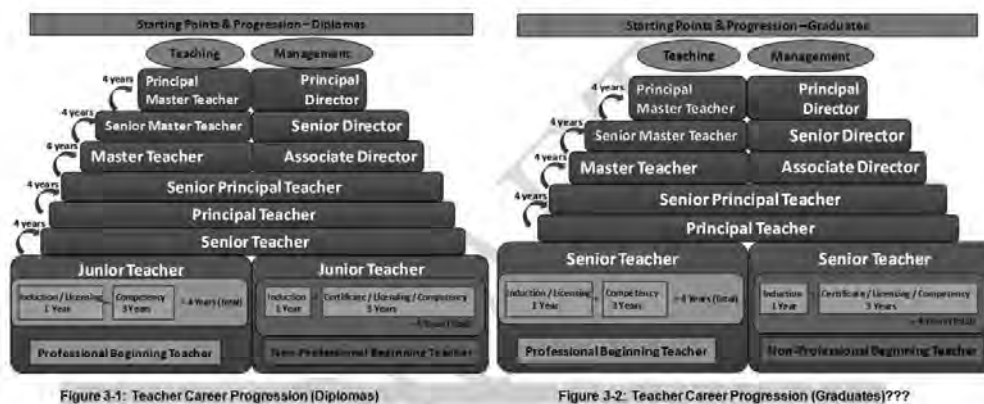 Starting Points & Progression – Diplomas
Teaching
Management
4 years
Principal
Master Teacher
Principal
Director
4 years
Senior Master Teacher
Senior Director
4 years
Master Teacher
Associate Director
4 years
Senior Principal Teacher
4 years
Principal Teacher
Senior Teacher
Junior Teacher
Induction / Licensing
1 Year
+
Competency
3 Years
= 4 Years (Total)
Professional Beginning Teacher
Junior Teacher
Induction
1 Year
Certificate / Licensing / Competency
3 Years
= 4 Years (Total)
Non-Professional Beginning Teacher
Figure 3-1: Teacher Career Progression (Diplomas)
Starting Points & Progression –Graduates
Teaching
Management
4 years
Principal
Master Teacher
Principal
Director
4 years
Senior Master Teacher
Senior Director
4 years
Master Teacher
Associate Director
4 years
Senior Principal Teacher
Principal Teacher
Senior Teacher
Induction / Licensing
1 Year
+
Competency
3 Years
= 4 Years (Total)
Professional Beginning Teacher
Senior Teacher
Induction
1 Year
Certificate / Licensing / Competency
3 Years
= 4 Years (Total)
Non-Professional Beginning Teacher
Figure 3-2: Teacher Career Progression (Graduates)???